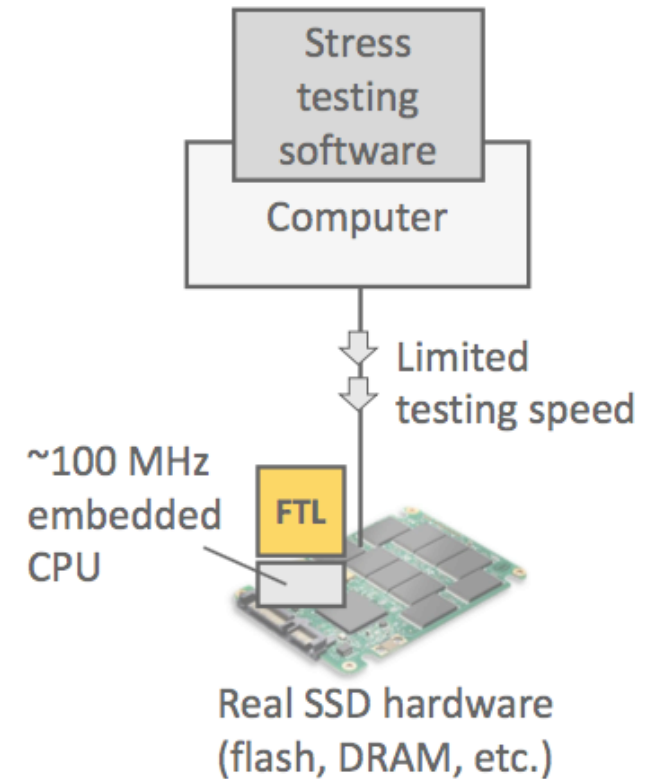 Stress
testing
software
Computer
Limited
testing speed
~100 MHz
embedded
CPU
FTL
Real SSD hardware
(flash, DRAM, etc.)